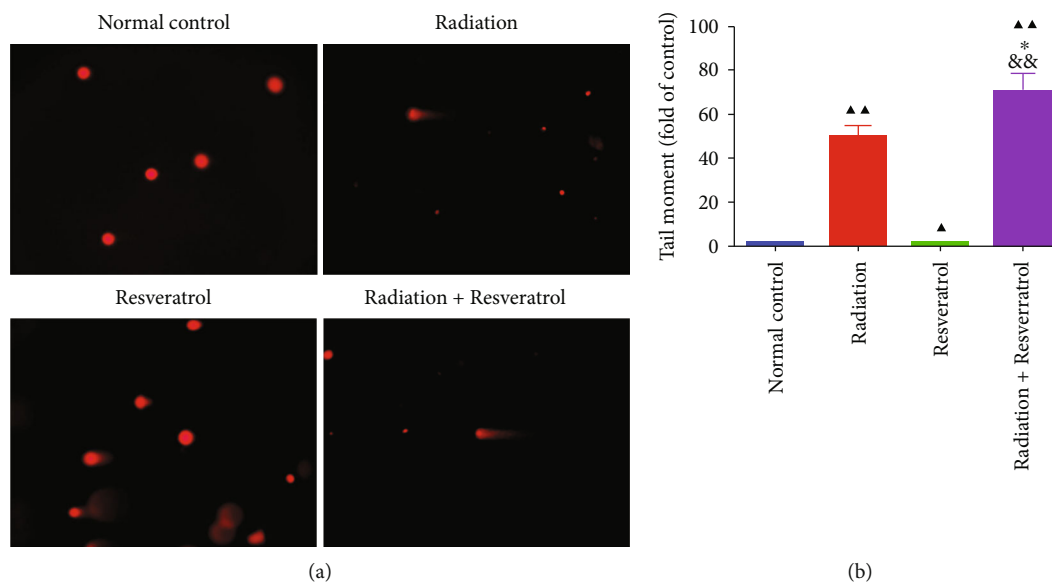 Normal control
Radiation
Resveratrol
Radiation + Resveratrol
(a)
100
80
60
40
20
0
Tail moment (fold of control)
▲▲
▲
▲▲
*
&&
Normal control
Radiation
Resveratrol
Radiation + Resverratrol
(b)